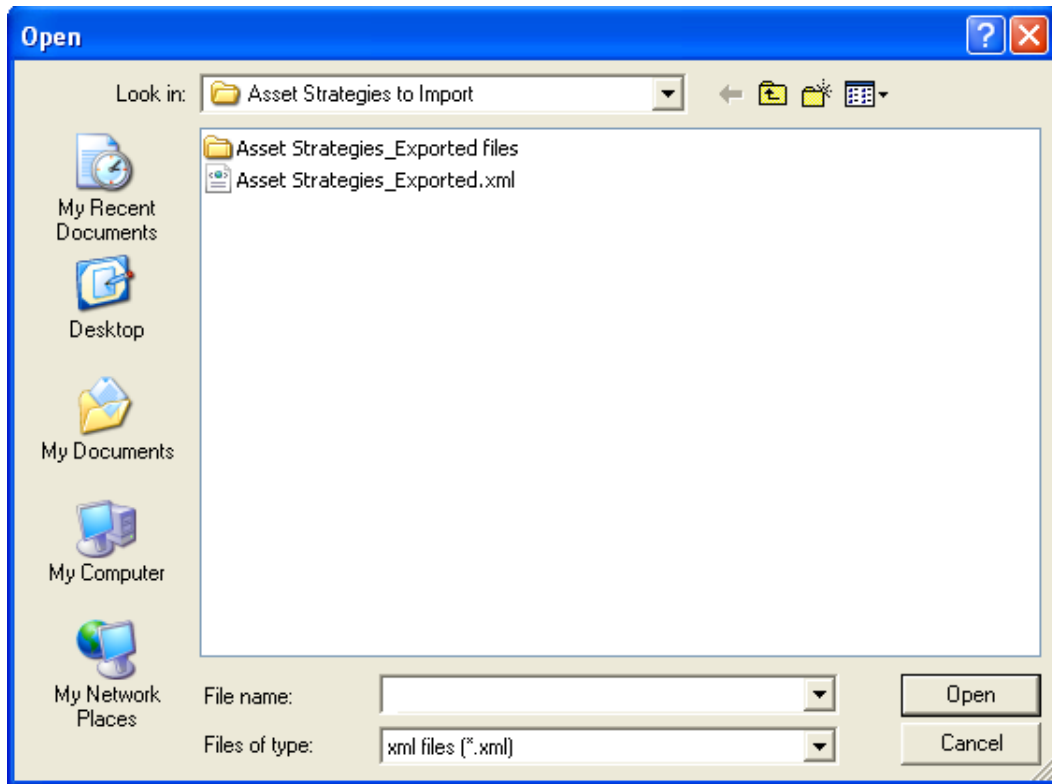 Open
Look in:
Asset Strategies to Import
Asset Strategies_Exported files
Asset Strategies_Exported.xml
My Recent
Documents
Desktop
My Documents
My Computer
My Network
Places
File name:
Open
Files of type:
xml files (*.xml)
Cancel